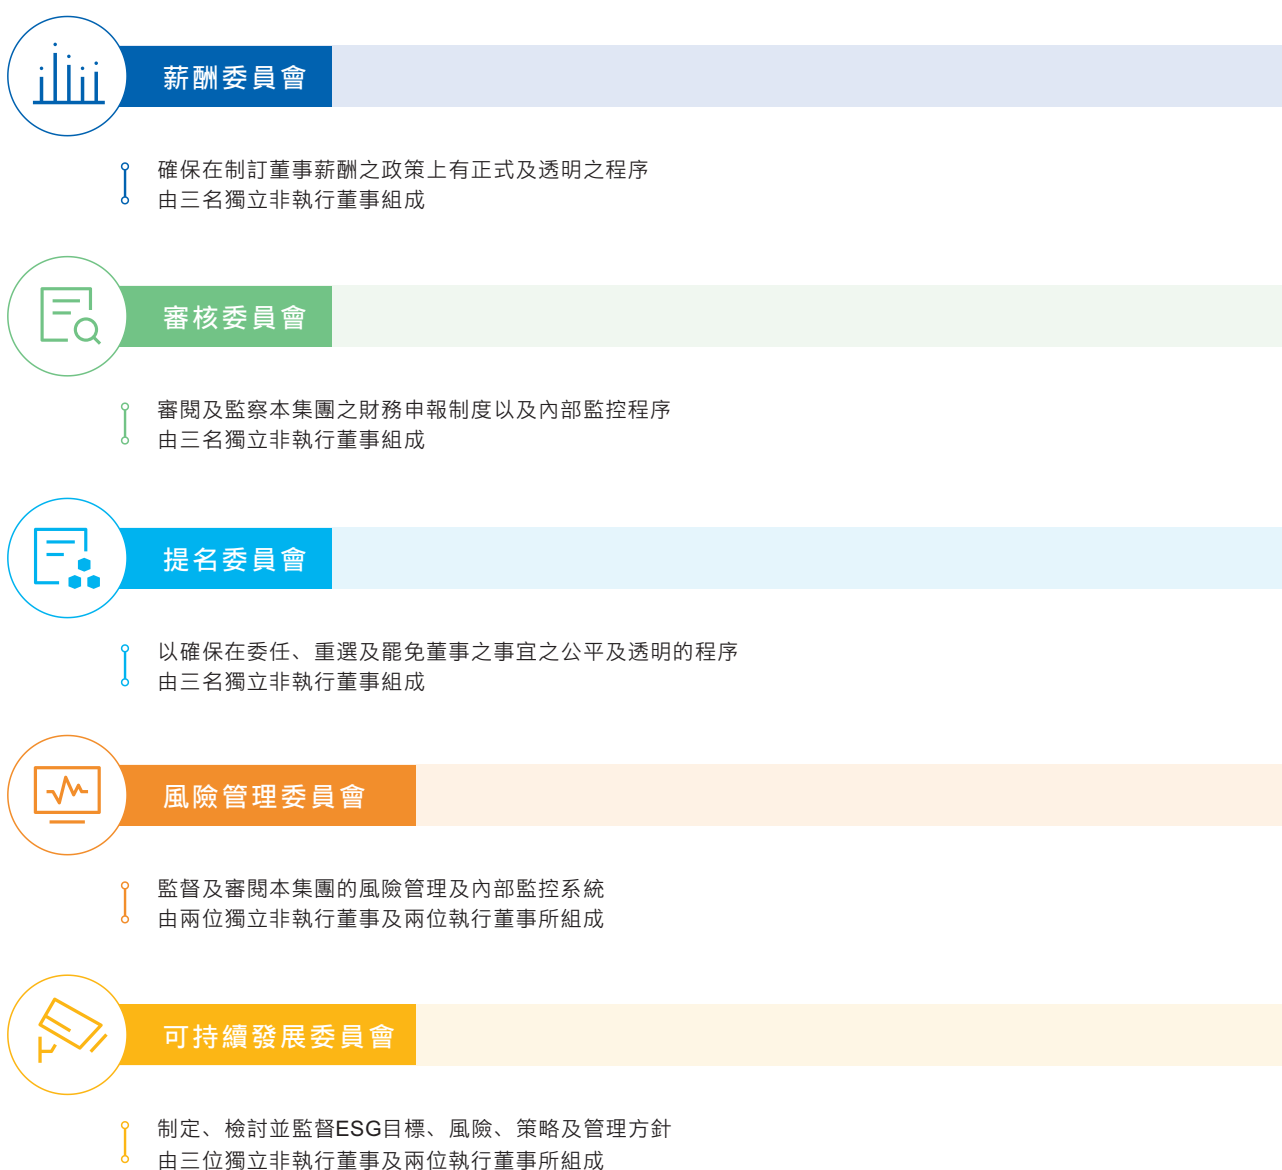 薪酬委員會
確保在制訂董事薪酬之政策上有正式及透明之程序
由三名獨立非執行董事組成
審核委員會
審閱及監察本集團之財務申報制度以及內部監控程序
由三名獨立非執行董事組成
提名委員會
以確保在委任、重選及罷免董事之事宜之公平及透明的程序
由三名獨立非執行董事組成
風險管理委員會
監督及審閱本集團的風險管理及內部監控系統
由兩位獨立非執行董事及兩位執行董事所組成
可持續發展委員會
制定、檢討並監督ESG目標、風險、策略及管理方針
由三位獨立非執行董事及兩位執行董事所組成